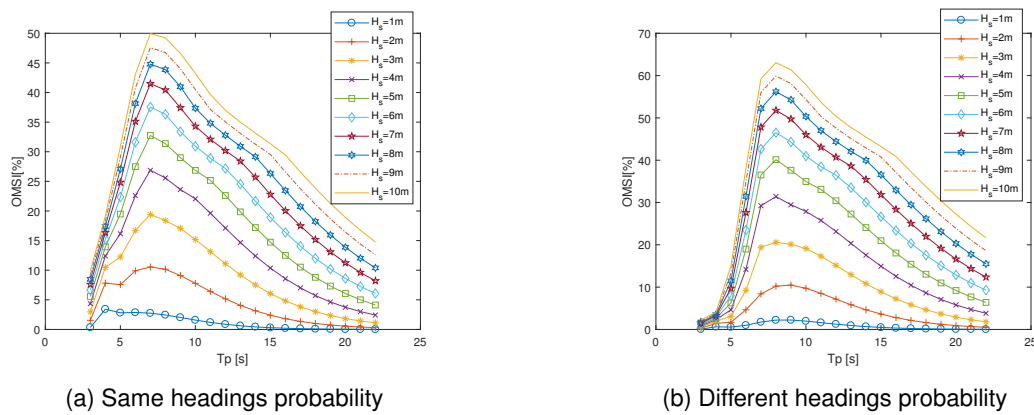 H_s=1m
H_s=2m
H_s=3m
H_s=4m
H_s=5m
H_s=6m
H_s=7m
H_s=8m
H_s=9m
H_s=10m
50
45
40
35
30
25
20
15
10
5
0
OMSI[%]
0 5 10 15 20 25
Tp [s]
(a) Same headings probability
H_s=1m
H_s=2m
H_s=3m
H_s=4m
H_s=5m
H_s=6m
H_s=7m
H_s=8m
H_s=9m
H_s=10m
70
60
50
40
30
20
10
0
OMSI[%]
0 5 10 15 20 25
Tp [s]
(b) Different headings probability